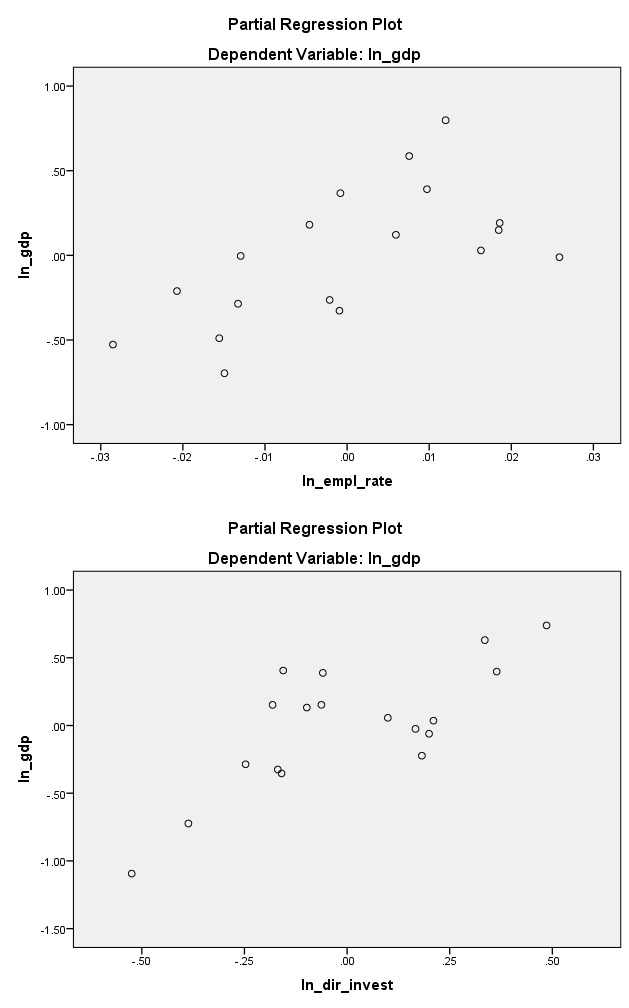 Partial Regression Plot
Dependent Variable: ln_gdp
1.00
.50
.00
-.50
-1.00
ln_gdp
-.03 -.02 -.01 .00 .01 .02 .03
ln_empl_rate
Partial Regression Plot
Dependent Variable: ln_gdp
1.00
.50
.00
-.50
-1.00
-1.50
ln_gdp
-.50 -.25 .00 .25 .50
ln_dir_invest